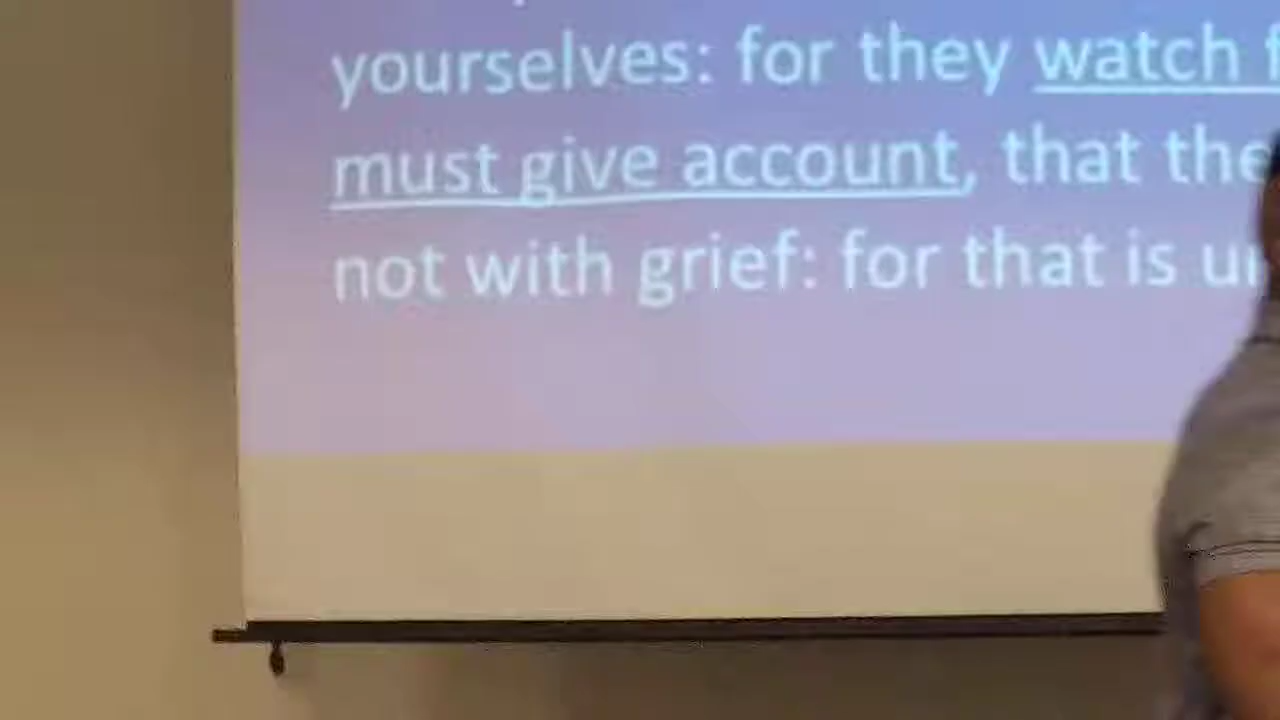 yourselves: for they watch
must give account, that the
not with grief: for that is